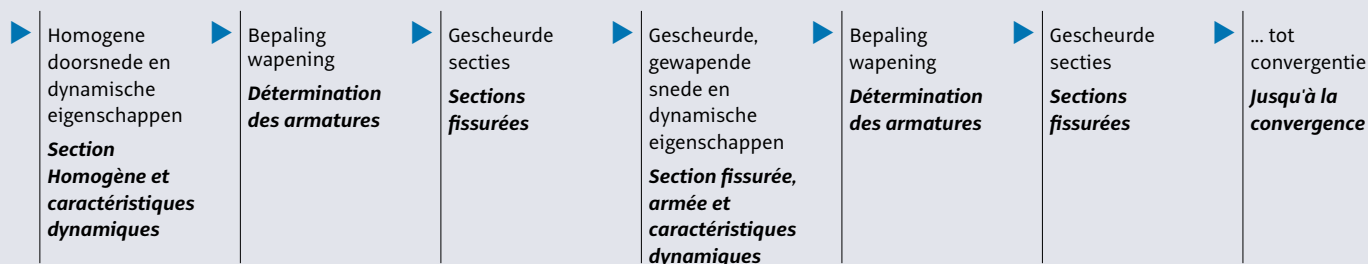 Homogene
doorsnede en
dynamische
eigenschappen
Section
Homogène et
caractéristiques
dynamiques
Bepaling
wapening
Détermination
des armatures
Gescheurde
secties
Sections
fissurées
Gescheurde,
gewapende
snede en
dynamische
eigenschappen
Section fissurée,
armée et
caractéristiques
dynamiques
Bepaling
wapening
Détermination
des armatures
Gescheurde
secties
Sections
fissurées
... tot
convergentie
Jusqu'à la
convergence